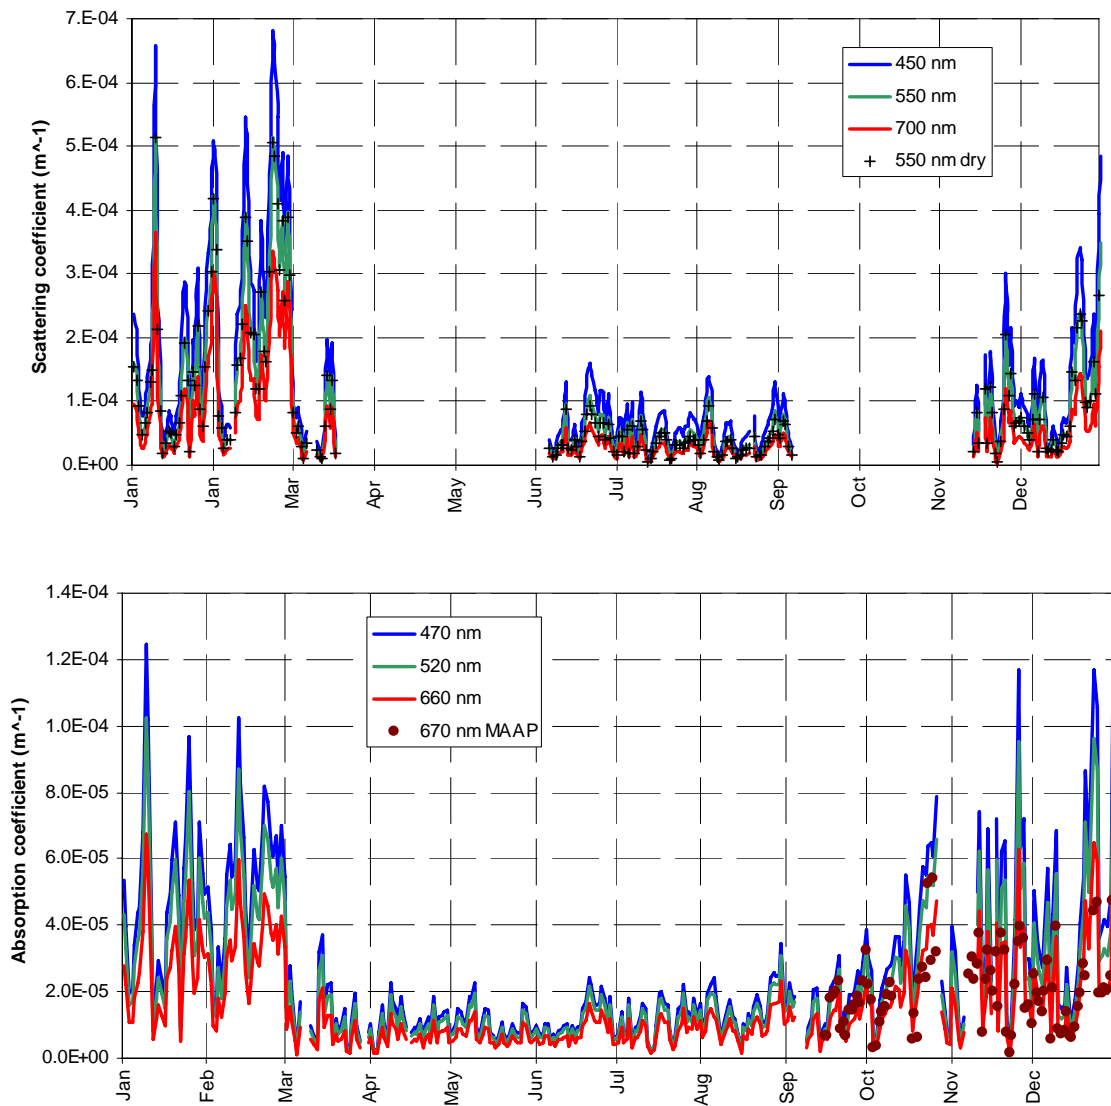 7.E-04
6.E-04
5.E-04
4.E-04
3.E-04
2.E-04
1.E-04
0.E+00
Scattering coefficient (m^-1)
450 nm
550 nm
700 nm
550 nm dry
Jan
Jan
Mar
Apr
May
Jun
Jul
Aug
Sep
Oct
Nov
Dec
1.4E-04
1.2E-04
1.0E-04
8.0E-05
6.0E-05
4.0E-05
2.0E-05
0.0E+00
Absorption coefficient (m^-1)
470 nm
520 nm
660 nm
670 nm MAAP
Jan
Feb
Mar
Apr
May
Jun
Jul
Aug
Sep
Oct
Nov
Dec